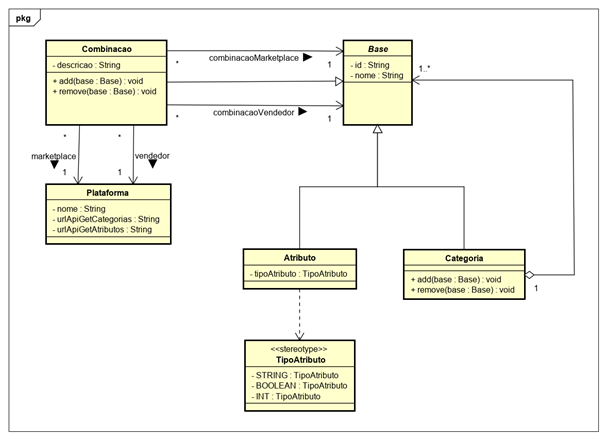 pkg
Combinacao
- descricao : String
+ add(base : Base) : void
+ remove(base : Base) : void
* combinacaoMarketplace 1
* combinacaoVendedor 1
Base
- id : String
- nome : String
1..*
* *
marketplace vendedor
1 1
Plataforma
- nome : String
- urlApiGetCategorias : String
- urlApiGetAtributos : String
Atributo
- tipoAtributo : TipoAtributo
Categoria
+ add(base : Base) : void
+ remove(base : Base) : void
1
<<stereotype>>
TipoAtributo
- STRING : TipoAtributo
- BOOLEAN : TipoAtributo
- INT : TipoAtributo